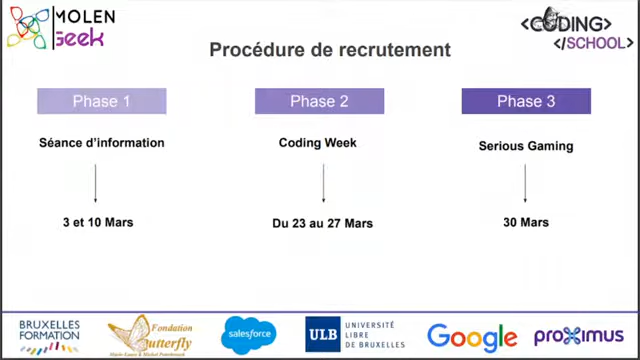 MOLEN
Geek
<CODING>
</SCHOOL>
Procédure de recrutement
Phase 1
Phase 2
Phase 3
Séance d'information
Coding Week
Serious Gaming
3 et 10 Mars
Du 23 au 27 Mars
30 Mars
BRUXELLES
FORMATION
Fondation
Butterfly
salesforce
ULB
UNIVERSITÉ
LIBRE
DE BRUXELLES
Google
proximus